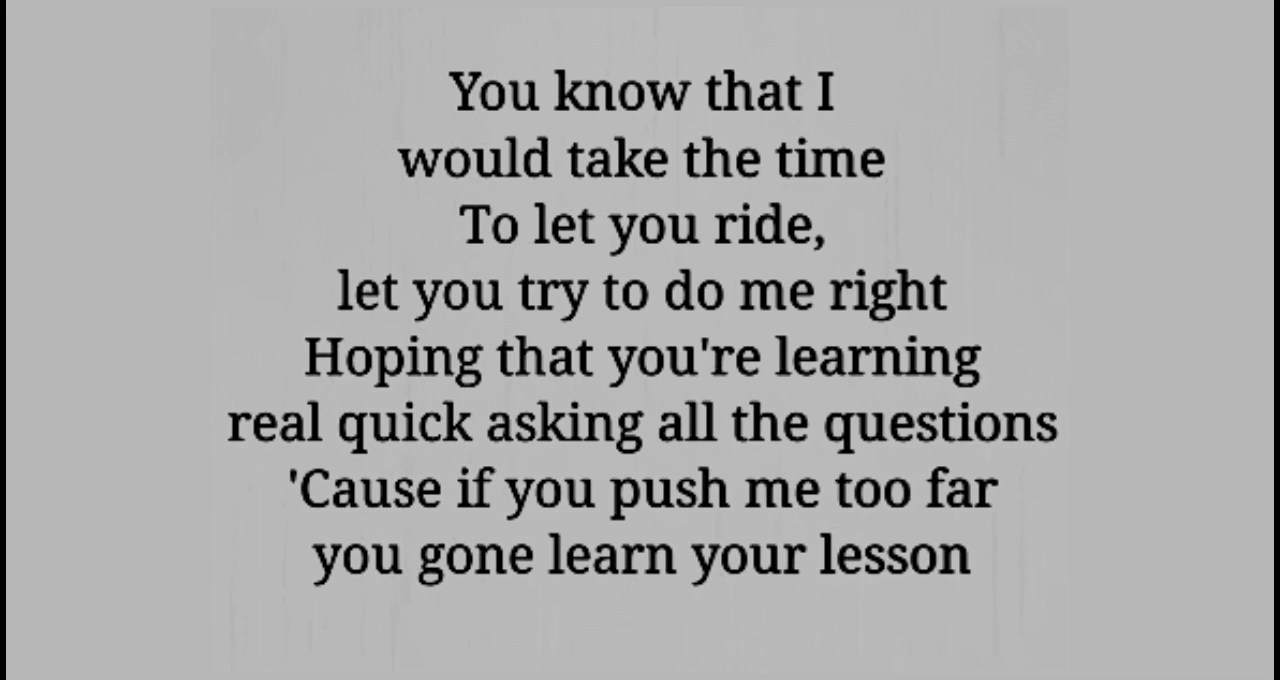 You know that I
would take the time
To let you ride,
let you try to do me right
Hoping that you're learning
real quick asking all the questions
'Cause if you push me too far
you gone learn your lesson